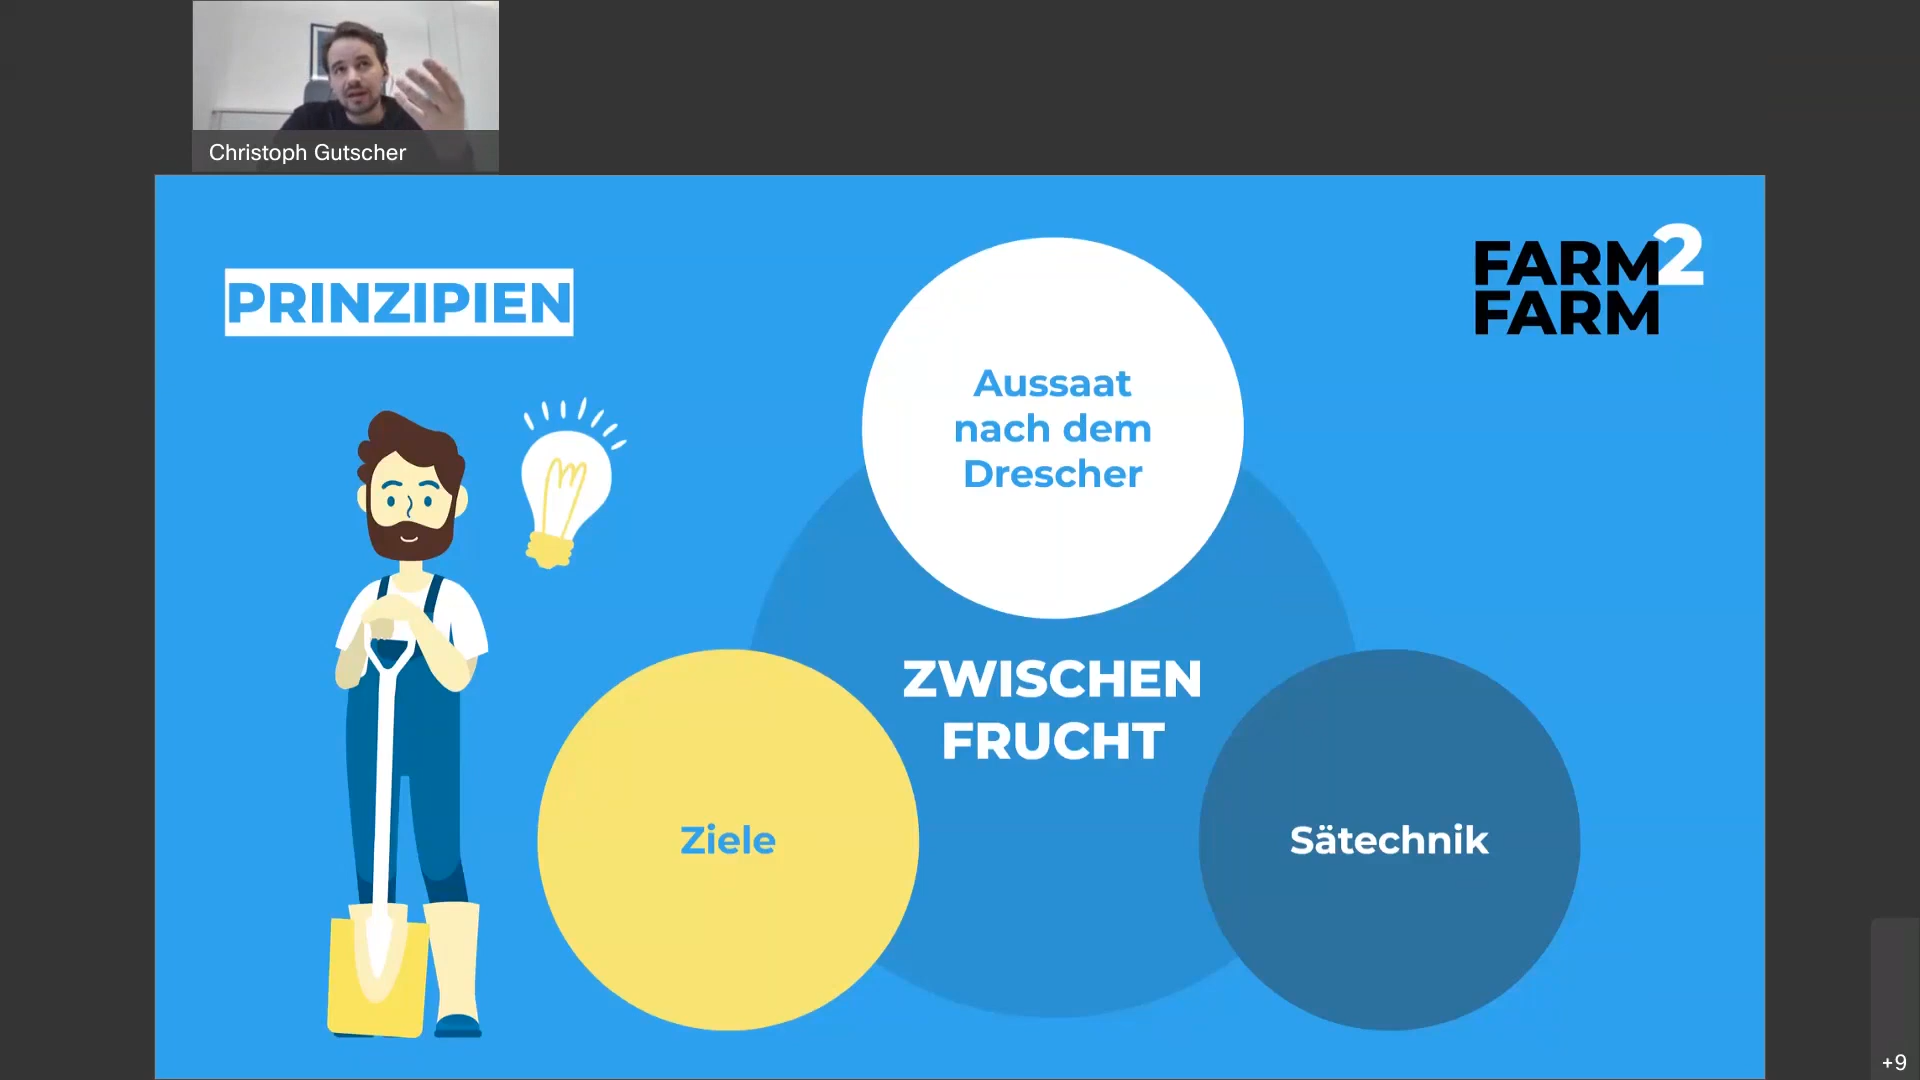 Christoph Gutscher
PRINZIPIEN
FARM2
FARM
Aussaat
nach dem
Drescher
ZWISCHEN
FRUCHT
Ziele
Sätechnik
+9